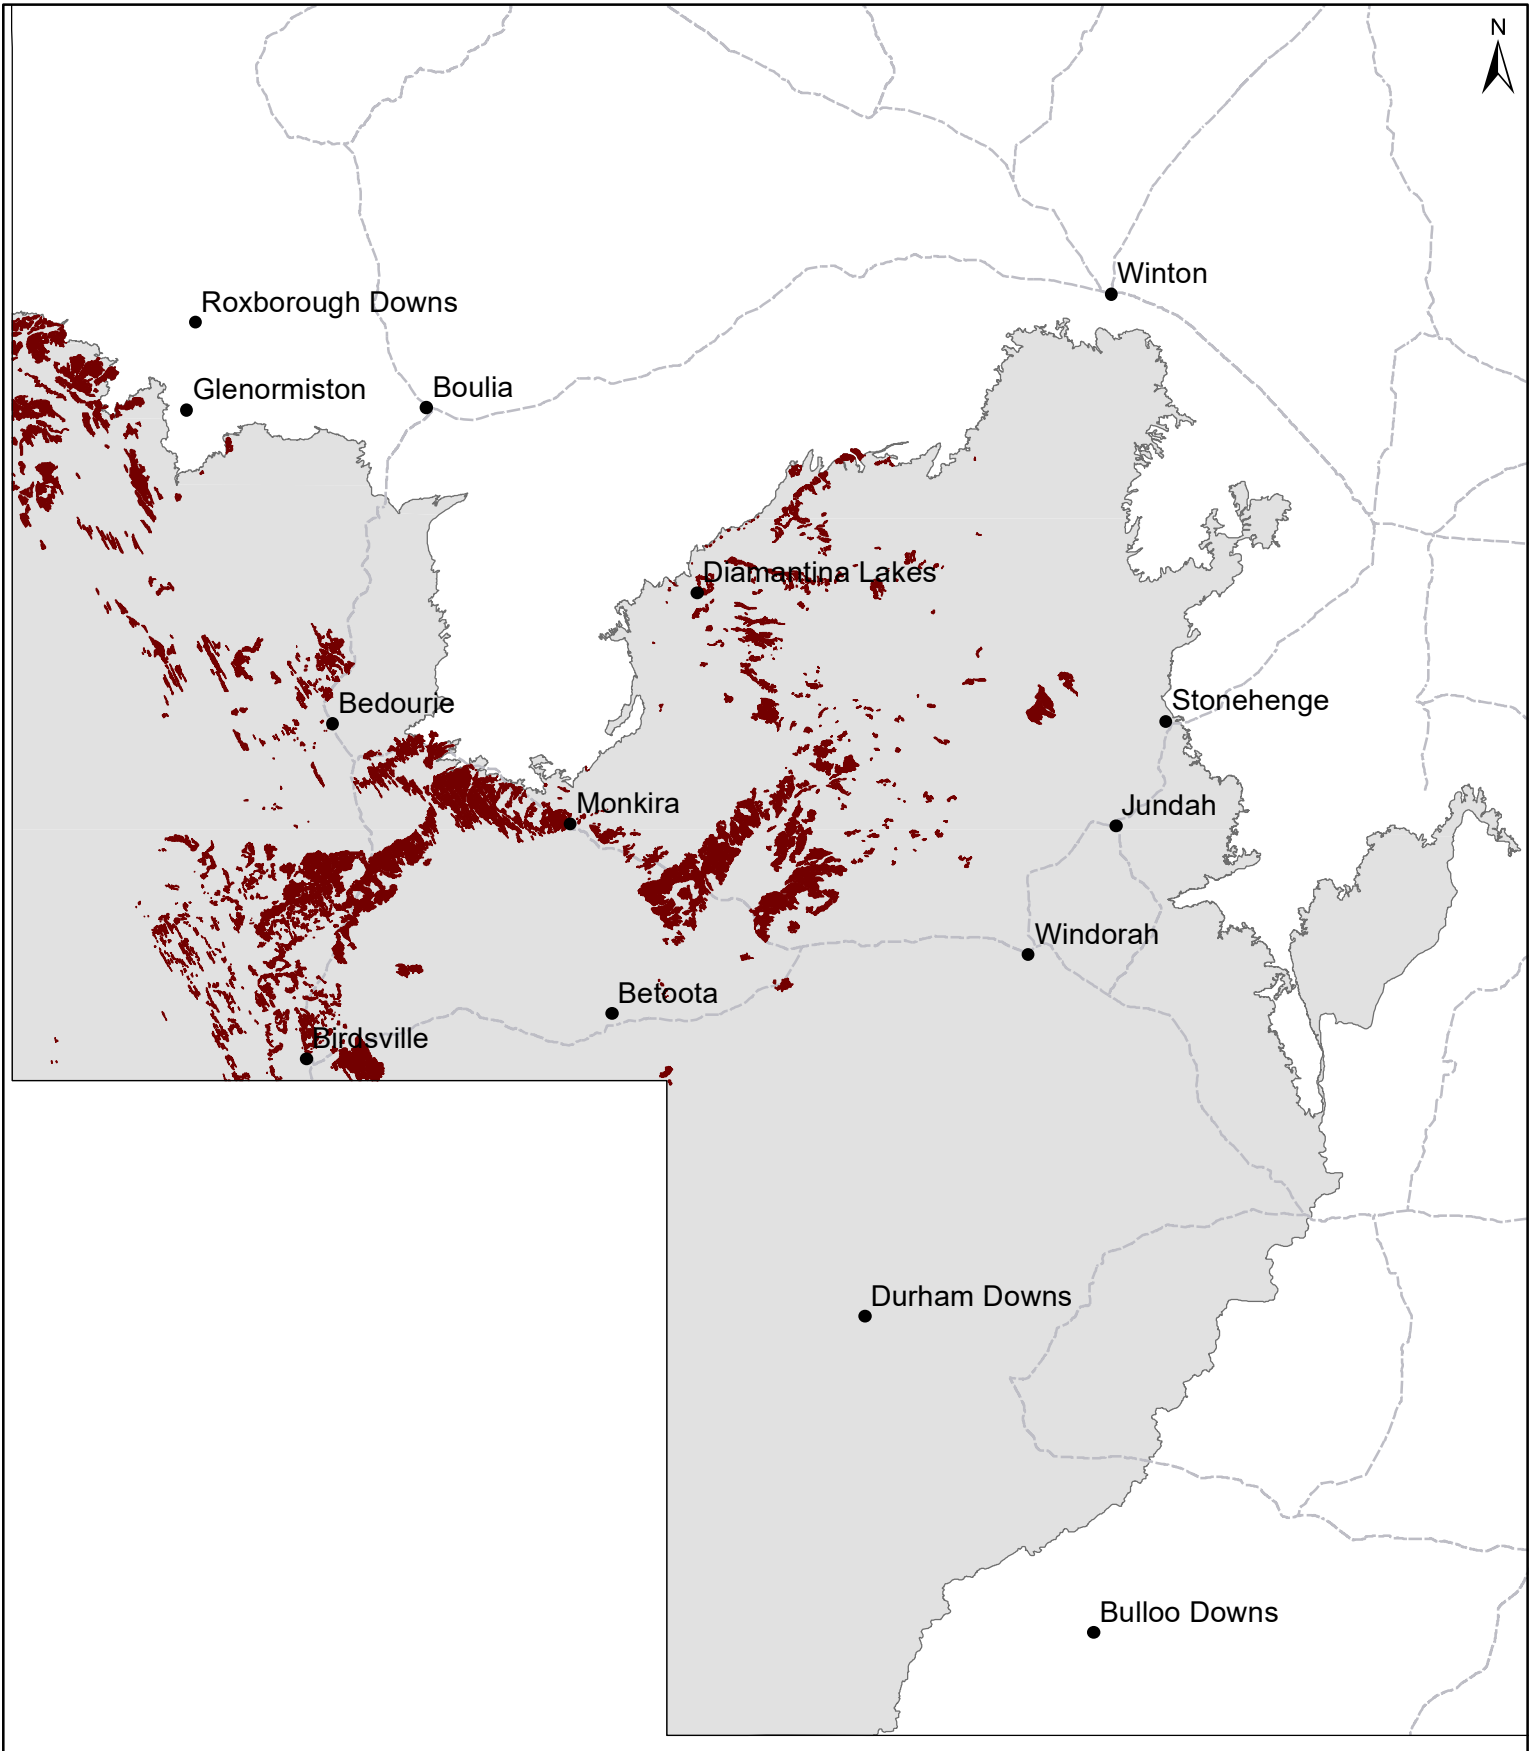 N
Winton
Roxborough Downs
Glenormiston
Boulia
Diamantina Lakes
Bedourie
Stonehenge
Monkira
Jundah
Windorah
Betoota
Birdsville
Durham Downs
Bulloo Downs